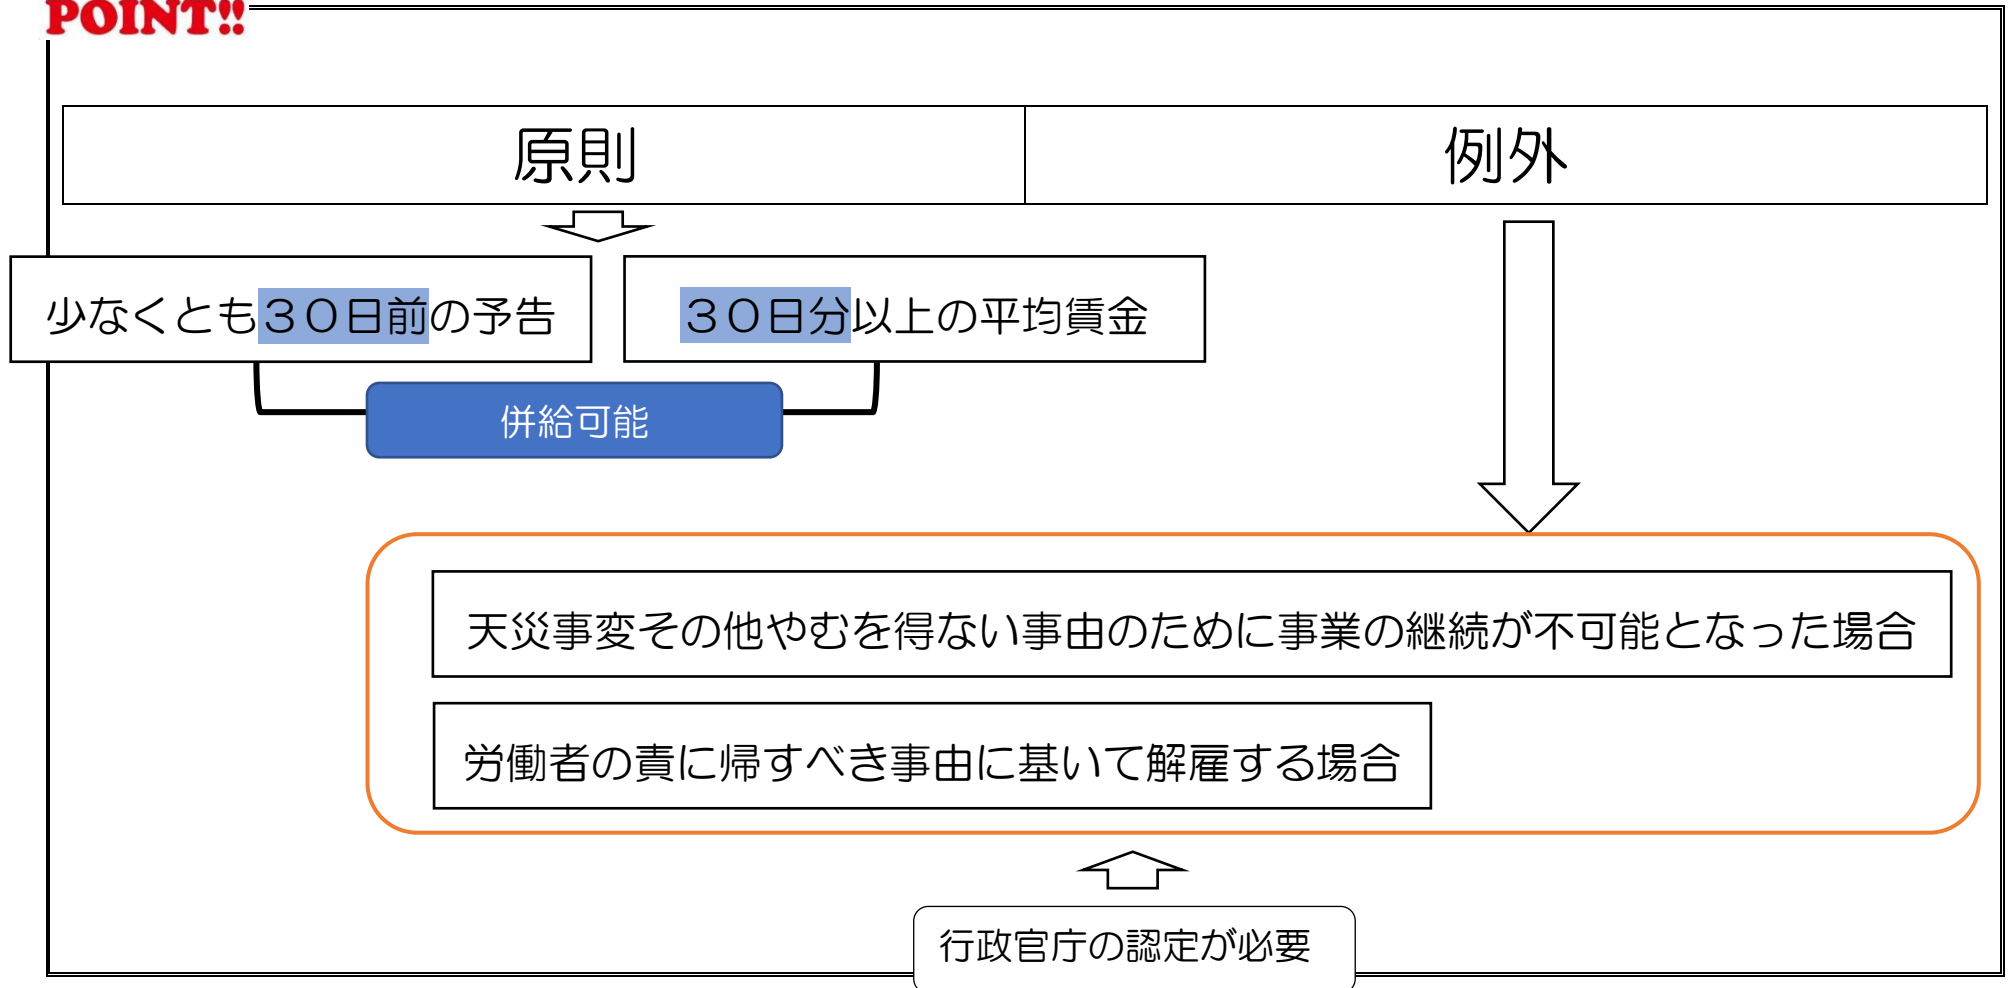 POINT!!
原則
例外
少なくとも３０日前の予告
３０日分以上の平均賃金
併給可能
天災事変その他やむを得ない事由のために事業の継続が不可能となった場合
労働者の責に帰すべき事由に基いて解雇する場合
行政官庁の認定が必要